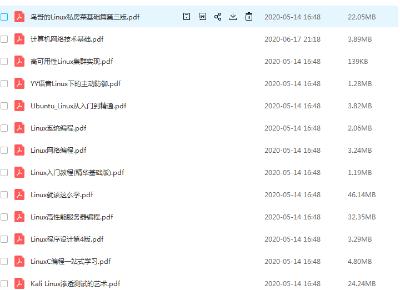 鸟哥的Linux私房菜基础篇第三版.pdf 2020-05-14 16:48 22.05MB
计算机网络技术基础.pdf 2020-06-17 21:18 3.89MB
高可用性Linux集群实现.pdf 2020-05-14 16:48 139KB
YY语音Linux下的主动防御.pdf 2020-05-14 16:48 1.28MB
Ubuntu_Linux从入门到精通.pdf 2020-05-14 16:48 3.82MB
Linux系统编程.pdf 2020-05-14 16:48 2.06MB
Linux网络编程.pdf 2020-05-14 16:48 3.24MB
Linux入门教程(精华基础版).pdf 2020-05-14 16:48 1.19MB
Linux就该这么学.pdf 2020-05-14 16:48 46.14MB
Linux高性能服务器编程.pdf 2020-05-14 16:48 32.35MB
Linux程序设计第4版.pdf 2020-05-14 16:48 3.29MB
LinuxC编程一站式学习.pdf 2020-05-14 16:48 4.80MB
Kali Linux渗透测试的艺术.pdf 2020-05-14 16:48 24.24MB